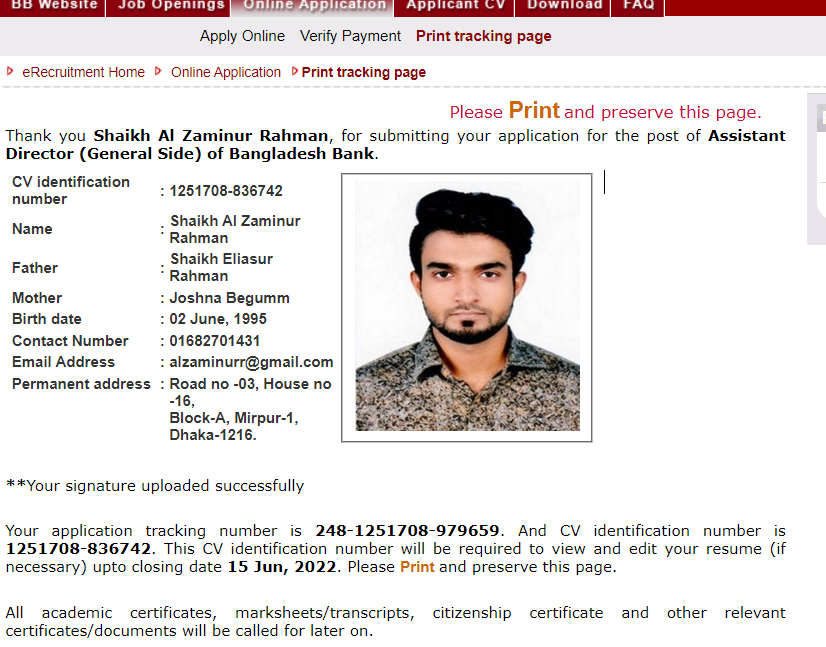 BB Website Job Openings Online Application Applicant CV Download FAQ
Apply Online Verify Payment Print tracking page
eRecruitment Home Online Application Print tracking page
Please Print and preserve this page.
Thank you Shaikh Al Zaminur Rahman, for submitting your application for the post of Assistant
Director (General Side) of Bangladesh Bank.
CV identification
number : 1251708-836742
Name : Shaikh Al Zaminur
Rahman
Father : Shaikh Eliasur
Rahman
Mother : Joshna Begumm
Birth date : 02 June, 1995
Contact Number : 01682701431
Email Address : alzaminurr@gmail.com
Permanent address : Road no -03, House no
-16,
Block-A, Mirpur-1,
Dhaka-1216.
**Your signature uploaded successfully
Your application tracking number is 248-1251708-979659. And CV identification number is
1251708-836742. This CV identification number will be required to view and edit your resume (if
necessary) upto closing date 15 Jun, 2022. Please Print and preserve this page.
All academic certificates, marksheets/transcripts, citizenship certificate and other relevant
certificates/documents will be called for later on.